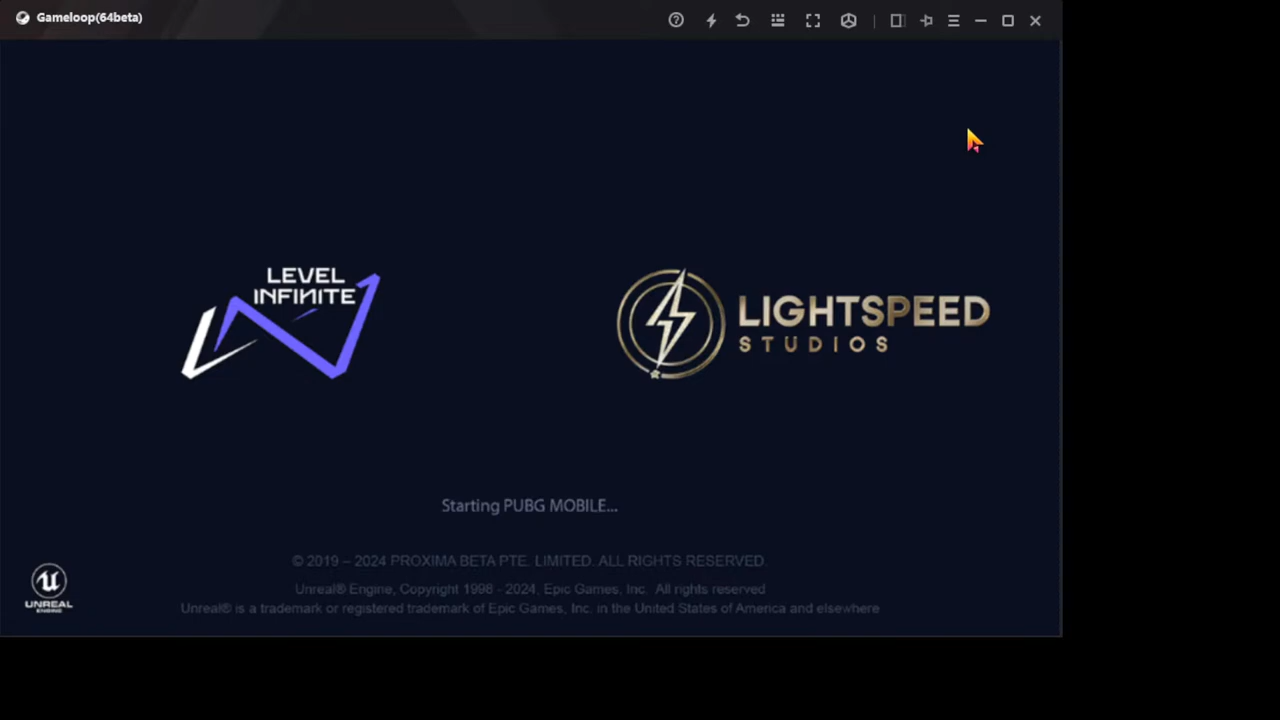 Gameloop(64beta)
LEVEL
INFINITE
LIGHTSPEED
STUDIOS
Starting PUBG MOBILE...
© 2019 – 2024 PROXIMA BETA PTE. LIMITED. ALL RIGHTS RESERVED.
Unreal® Engine, Copyright 1998 - 2024, Epic Games, Inc. All rights reserved
Unreal® is a trademark or registered trademark of Epic Games, Inc. in the United States of America and elsewhere
UNREAL
ENGINE